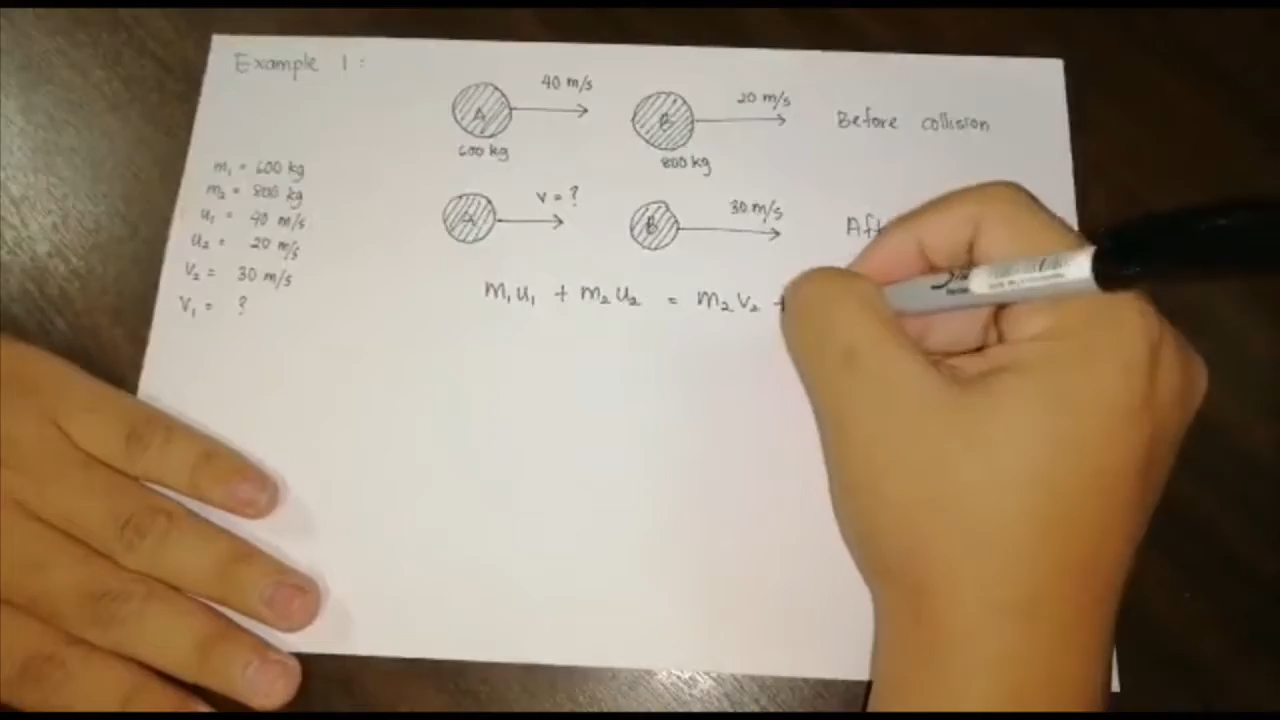 Example 1:
40 m/s
20 m/s
A
B
Before collision
600 kg
800 kg
m₁ = 600 kg
m₂ = 800 kg
u₁ = 40 m/s
u₂ = 20 m/s
v₂ = 30 m/s
v₁ = ?
v = ?
30 m/s
A
B
Aft
m₁u₁ + m₂u₂ = m₂v₂ +